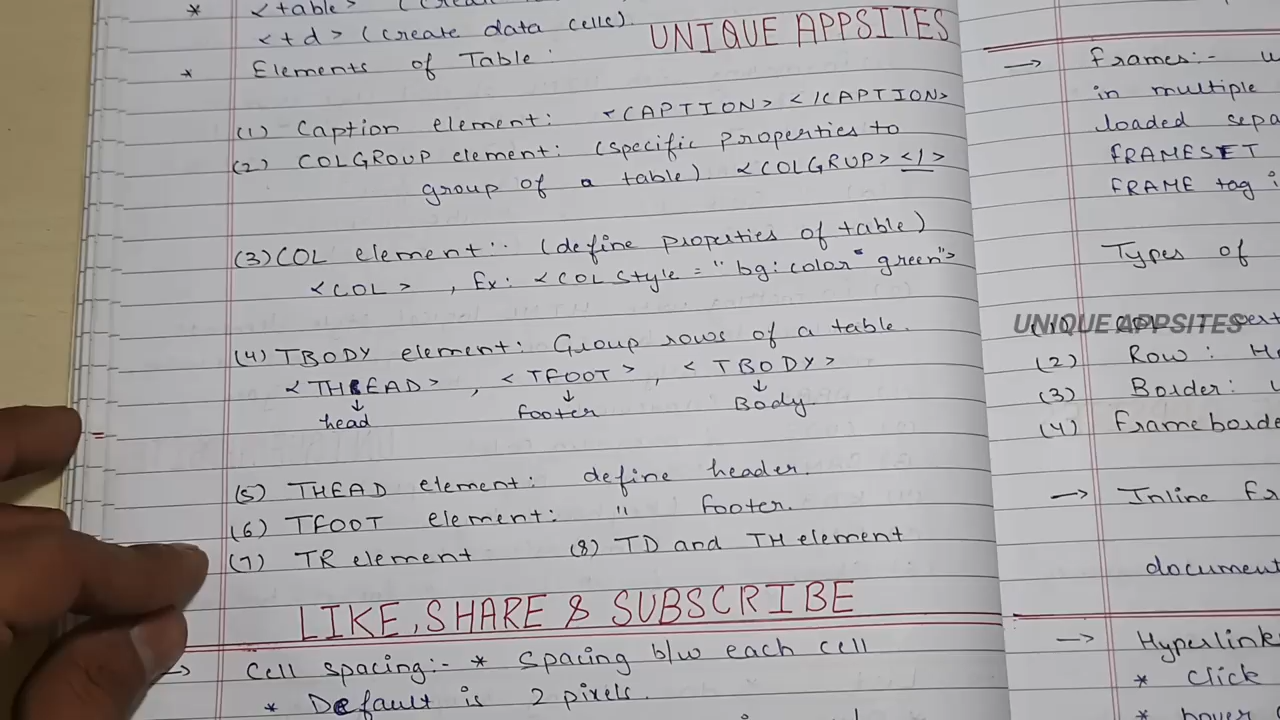 * <table>
<td> (create data cells).
UNIQUE APPSITES
* Elements of Table:
(1) Caption element: <CAPTION> </CAPTION>
(2) COLGROUP element: (specific properties to
group of a table) <COLGRUP> </>
(3) COL element: (define properties of table)
<COL> , Ex: <COL style = "bg:color= green">
(4) TBODY element: Group rows of a table.
<THEAD> , <TFOOT> , <TBODY>
↓ ↓ ↓
head footer Body
(5) THEAD element: define header.
(6) TFOOT element: " footer.
(7) TR element (8) TD and TH element
LIKE, SHARE & SUBSCRIBE
→ Cell spacing:- * Spacing b/w each cell
* Default is 2 pixels.
→ frames:-
in multiple
loaded
FRAMESET
FRAME tag
Types of
UNIQUE APPSITES
(1)
(2) Row:
(3) Border:
(4)
→ Inline
document
→ Hyperlink
* click
*